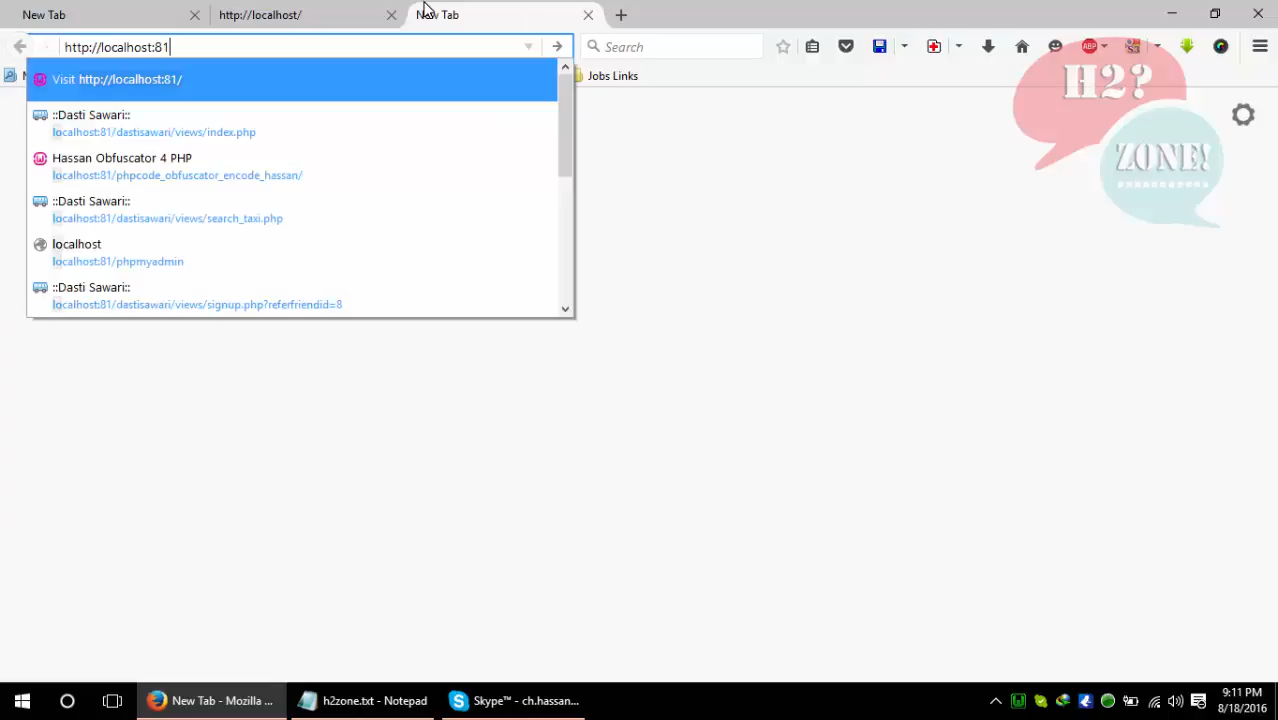 New Tab
http://localhost/
New Tab
http://localhost:81
Search
Jobs Links
Visit http://localhost:81/
::Dasti Sawari::
localhost:81/dastisawari/views/index.php
Hassan Obfuscator 4 PHP
localhost:81/phpcode_obfuscator_encode_hassan/
::Dasti Sawari::
localhost:81/dastisawari/views/search_taxi.php
localhost
localhost:81/phpmyadmin
::Dasti Sawari::
localhost:81/dastisawari/views/signup.php?referfriendid=8
ABP
H2?
ZONE!
New Tab - Mozilla ...
h2zone.txt - Notepad
Skype™ - ch.hassan...
9:11 PM
8/18/2016